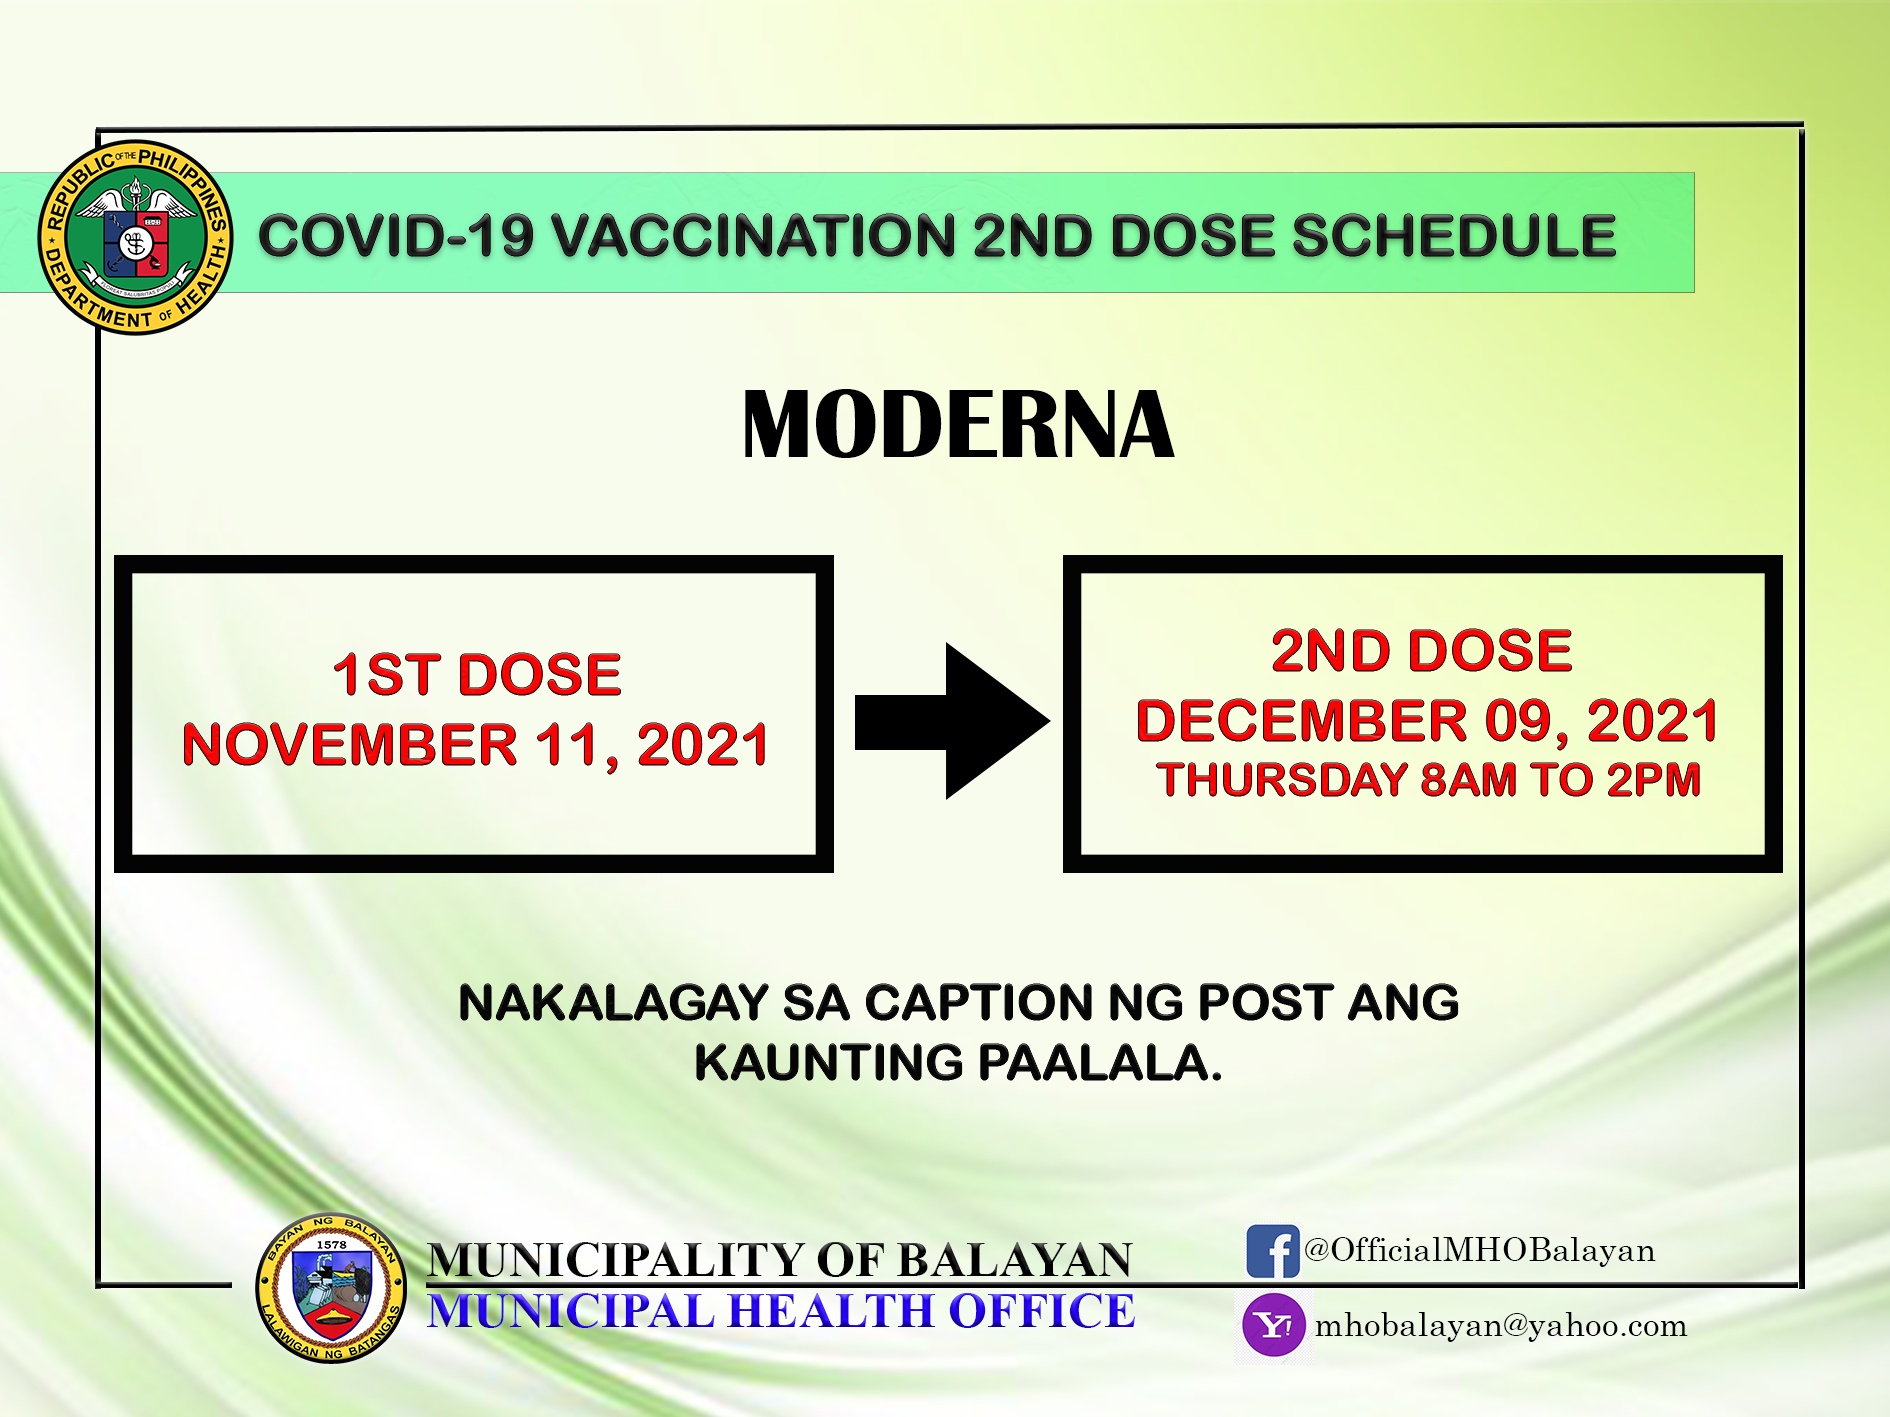 REPUBLIC OF THE PHILIPPINES
DEPARTMENT OF HEALTH
COVID-19 VACCINATION 2ND DOSE SCHEDULE
MODERNA
1ST DOSE
NOVEMBER 11, 2021
2ND DOSE
DECEMBER 09, 2021
THURSDAY 8AM TO 2PM
NAKALAGAY SA CAPTION NG POST ANG
KAUNTING PAALALA.
BAYAN NG BALAYAN
1578
LALAWIGAN NG BATANGAS
MUNICIPALITY OF BALAYAN
MUNICIPAL HEALTH OFFICE
@OfficialMHOBalayan
mhobalayan@yahoo.com